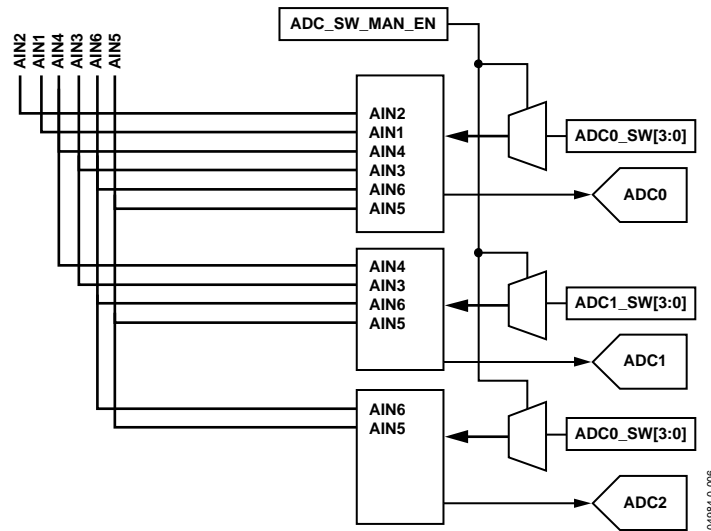 ADC_SW_MAN_EN
AIN2
AIN1
AIN4
AIN3
AIN6
AIN5
AIN2
AIN1
AIN4
AIN3
AIN6
AIN5
ADC0_SW[3:0]
ADC0
AIN4
AIN3
AIN6
AIN5
ADC1_SW[3:0]
ADC1
AIN6
AIN5
ADC0_SW[3:0]
ADC2